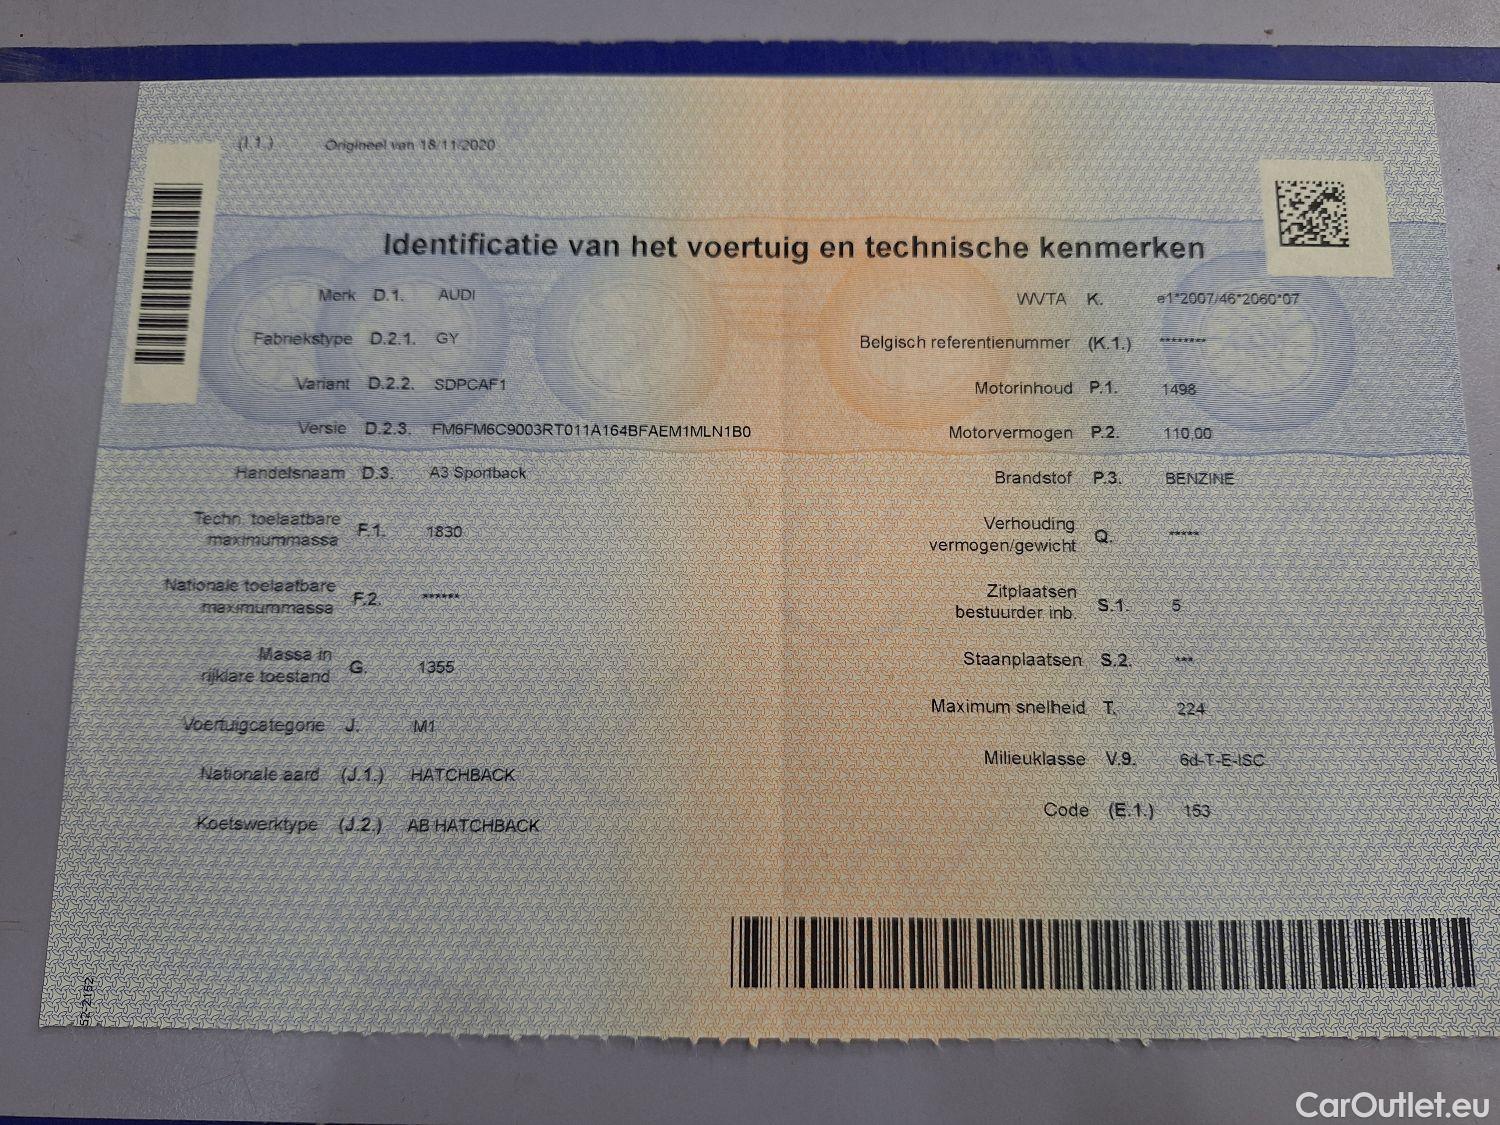 (I.1.) Origineel van 18/11/2020
Identificatie van het voertuig en technische kenmerken
Merk D.1. AUDI
Fabriekstype D.2.1. GY
Variant D.2.2. SDPCAF1
Versie D.2.3. FM6FM6C9003RT011A164BFAEM1MLN1B0
Handelsnaam D.3. A3 Sportback
Techn. toelaatbare
maximummassa F.1. 1830
Nationale toelaatbare
maximummassa F.2. ******
Massa in
rijklare toestand G. 1355
Voertuigcategorie J. M1
Nationale aard (J.1.) HATCHBACK
Koetswerktype (J.2.) AB HATCHBACK
WVTA K. e1*2007/46*2060*07
Belgisch referentienummer (K.1.) ********
Motorinhoud P.1. 1498
Motorvermogen P.2. 110,00
Brandstof P.3. BENZINE
Verhouding
vermogen/gewicht Q. *****
Zitplaatsen
bestuurder inb. S.1. 5
Staanplaatsen S.2. ***
Maximum snelheid T. 224
Milieuklasse V.9. 6d-T-E-ISC
Code (E.1.) 153
52-2162
CarOutlet.eu